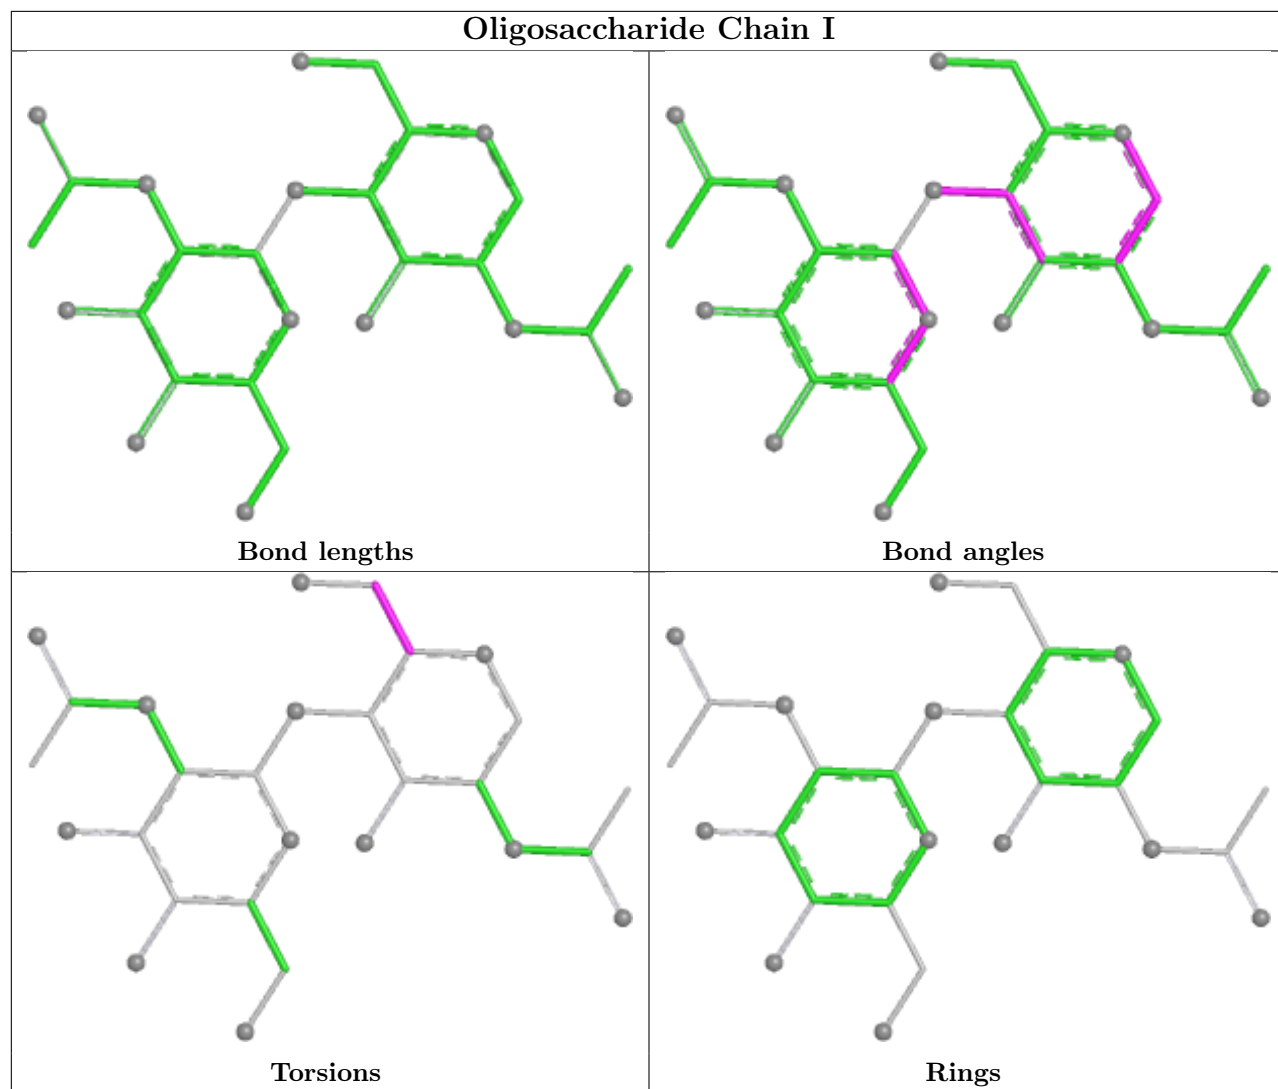 Oligosaccharide Chain I
Bond lengths
Bond angles
Torsions
Rings